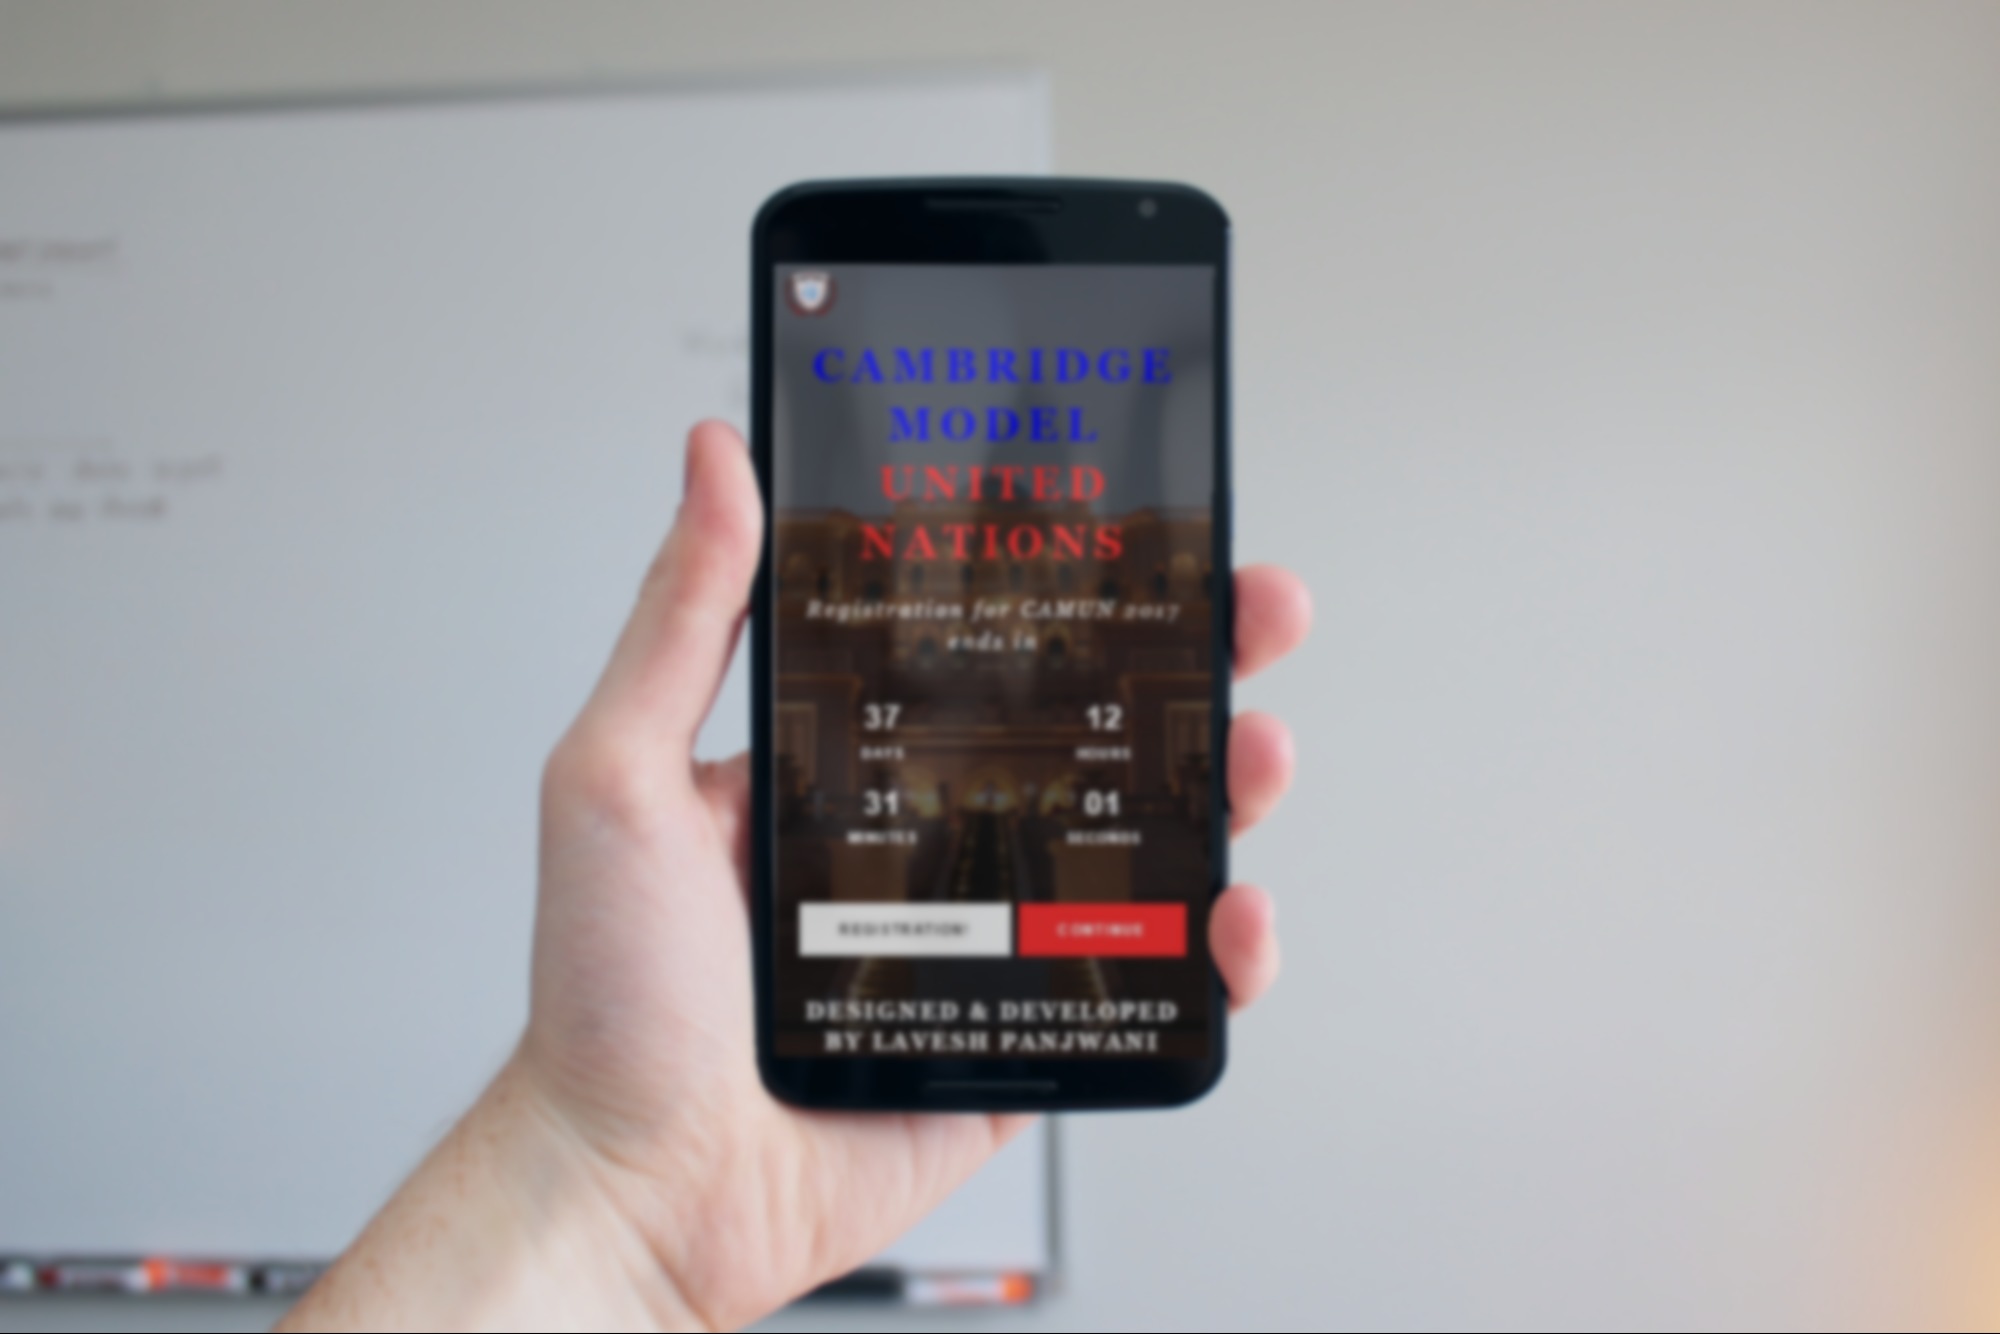 CAMBRIDGE
MODEL
UNITED
NATIONS
Registration for CAMUN 2017
ends in
37 12
DAYS HOURS
31 01
MINUTES SECONDS
REGISTRATION! CONTINUE
DESIGNED & DEVELOPED
BY LAVESH PANJWANI